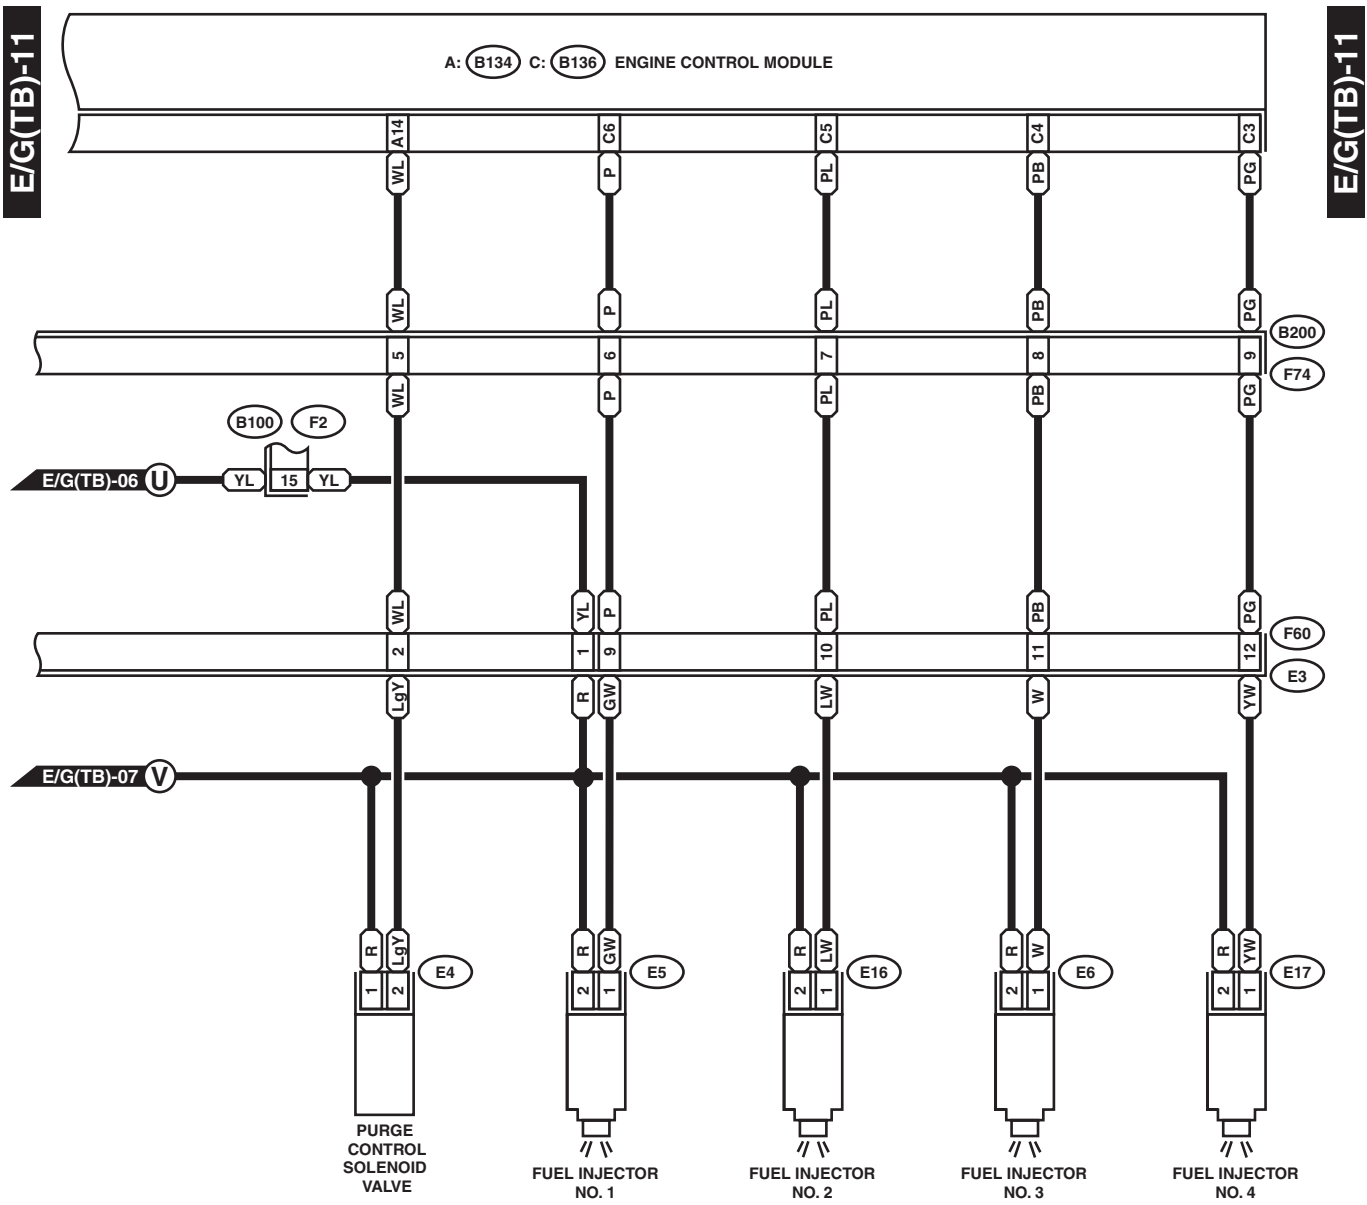 E/G(TB)-11
E/G(TB)-11
A: B134 C: B136 ENGINE CONTROL MODULE
A14 C6 C5 C4 C3
WL P PL PB PG
WL P PL PB PG
B200
5 6 7 8 9
F74
WL P PL PB PG
B100 F2
E/G(TB)-06 U YL 15 YL
WL YL P PL PB PG
F60
2 1 9 10 11 12
E3
LgY R GW LW W YW
E/G(TB)-07 V
R LgY R GW R LW R W R YW
E4 E5 E16 E6 E17
1 2 2 1 2 1 2 1 2 1
PURGE
CONTROL
SOLENOID
VALVE
FUEL INJECTOR
NO. 1
FUEL INJECTOR
NO. 2
FUEL INJECTOR
NO. 3
FUEL INJECTOR
NO. 4